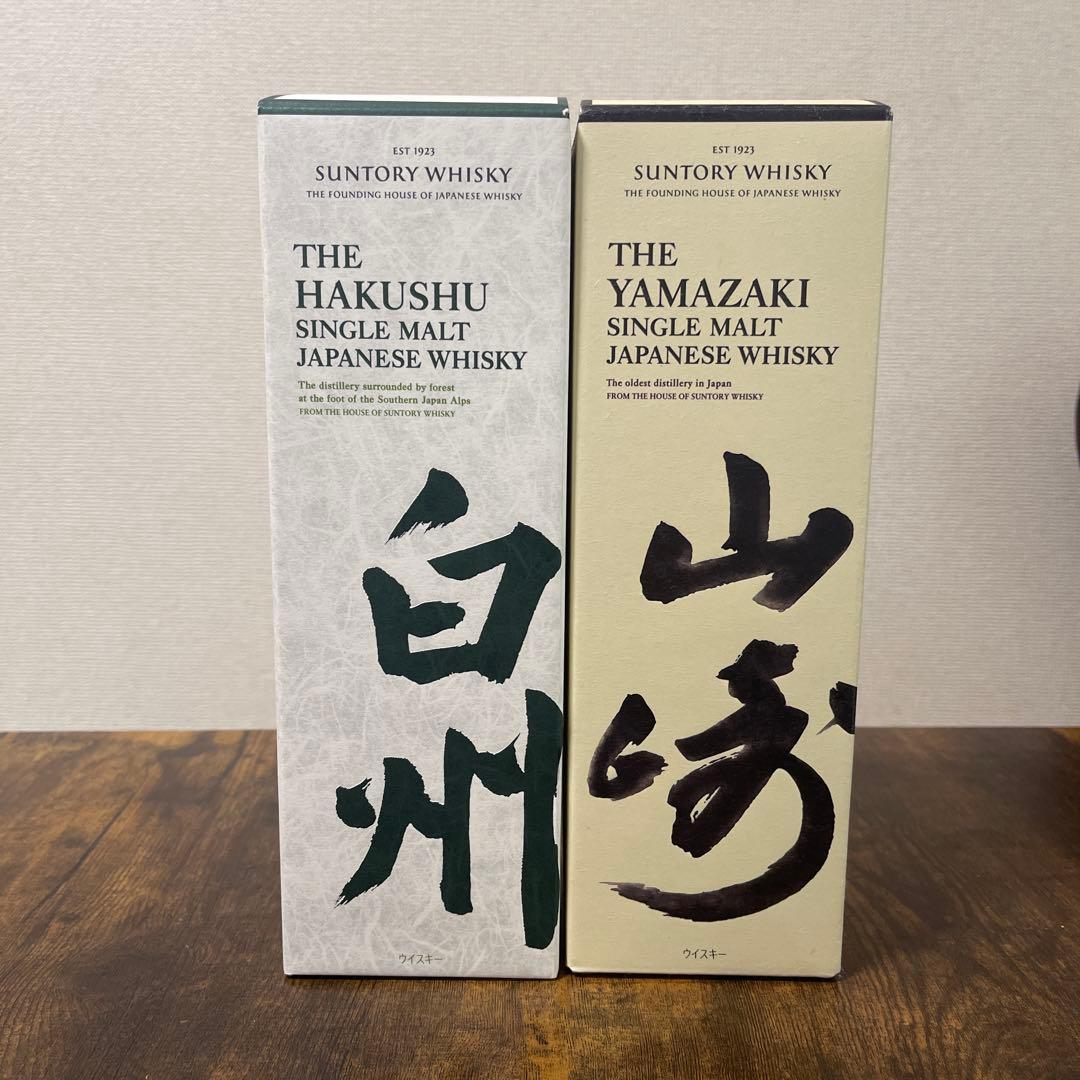 EST 1923
SUNTORY WHISKY
THE FOUNDING HOUSE OF JAPANESE WHISKY
THE
HAKUSHU
SINGLE MALT
JAPANESE WHISKY
The distillery surrounded by forest
at the foot of the Southern Japan Alps
FROM THE HOUSE OF SUNTORY WHISKY
白
州
ウイスキー
EST 1923
SUNTORY WHISKY
THE FOUNDING HOUSE OF JAPANESE WHISKY
THE
YAMAZAKI
SINGLE MALT
JAPANESE WHISKY
The oldest distillery in Japan
FROM THE HOUSE OF SUNTORY WHISKY
山
崎
ウイスキー